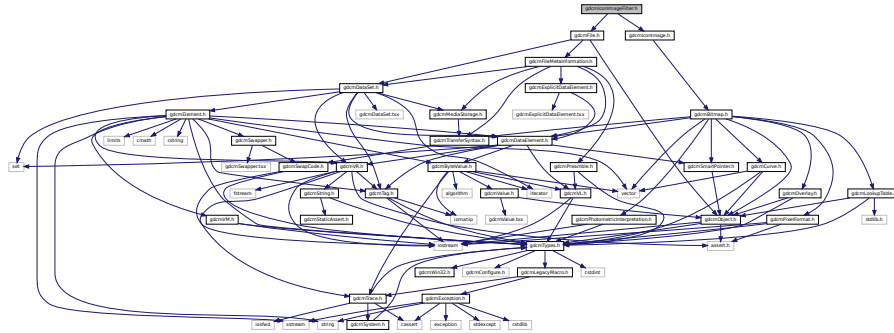 gdcmIconImageFilter.h
gdcmFile.h
gdcmIconImage.h
gdcmFileMetaInformation.h
gdcmDataSet.h
gdcmExplicitDataElement.h
gdcmElement.h
gdcmDataSet.txx
gdcmMediaStorage.h
gdcmExplicitDataElement.txx
gdcmBitmap.h
limits
cmath
cstring
gdcmSwapper.h
gdcmTransferSyntax.h
gdcmDataElement.h
set
gdcmSwapper.txx
gdcmSwapCode.h
gdcmVR.h
gdcmByteValue.h
gdcmPreamble.h
gdcmSmartPointer.h
gdcmCurve.h
fstream
gdcmString.h
gdcmTag.h
algorithm
gdcmValue.h
iterator
gdcmVL.h
vector
gdcmOverlay.h
gdcmLookupTable.h
gdcmVM.h
gdcmStaticAssert.h
iomanip
gdcmValue.txx
gdcmPhotometricInterpretation.h
gdcmObject.h
gdcmPixelFormat.h
stdlib.h
iostream
gdcmTypes.h
assert.h
gdcmWin32.h
gdcmConfigure.h
gdcmLegacyMacro.h
cstdint
gdcmTrace.h
gdcmException.h
iosfwd
sstream
string
gdcmSystem.h
cassert
exception
stdexcept
cstdlib